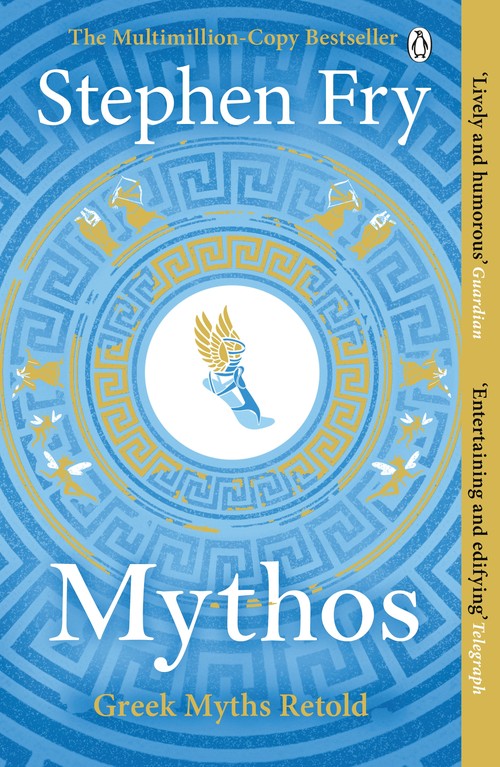 The Multimillion-Copy Bestseller
Stephen Fry
Mythos
Greek Myths Retold
‘Lively and humorous’ Guardian
‘Entertaining and edifying’ Telegraph